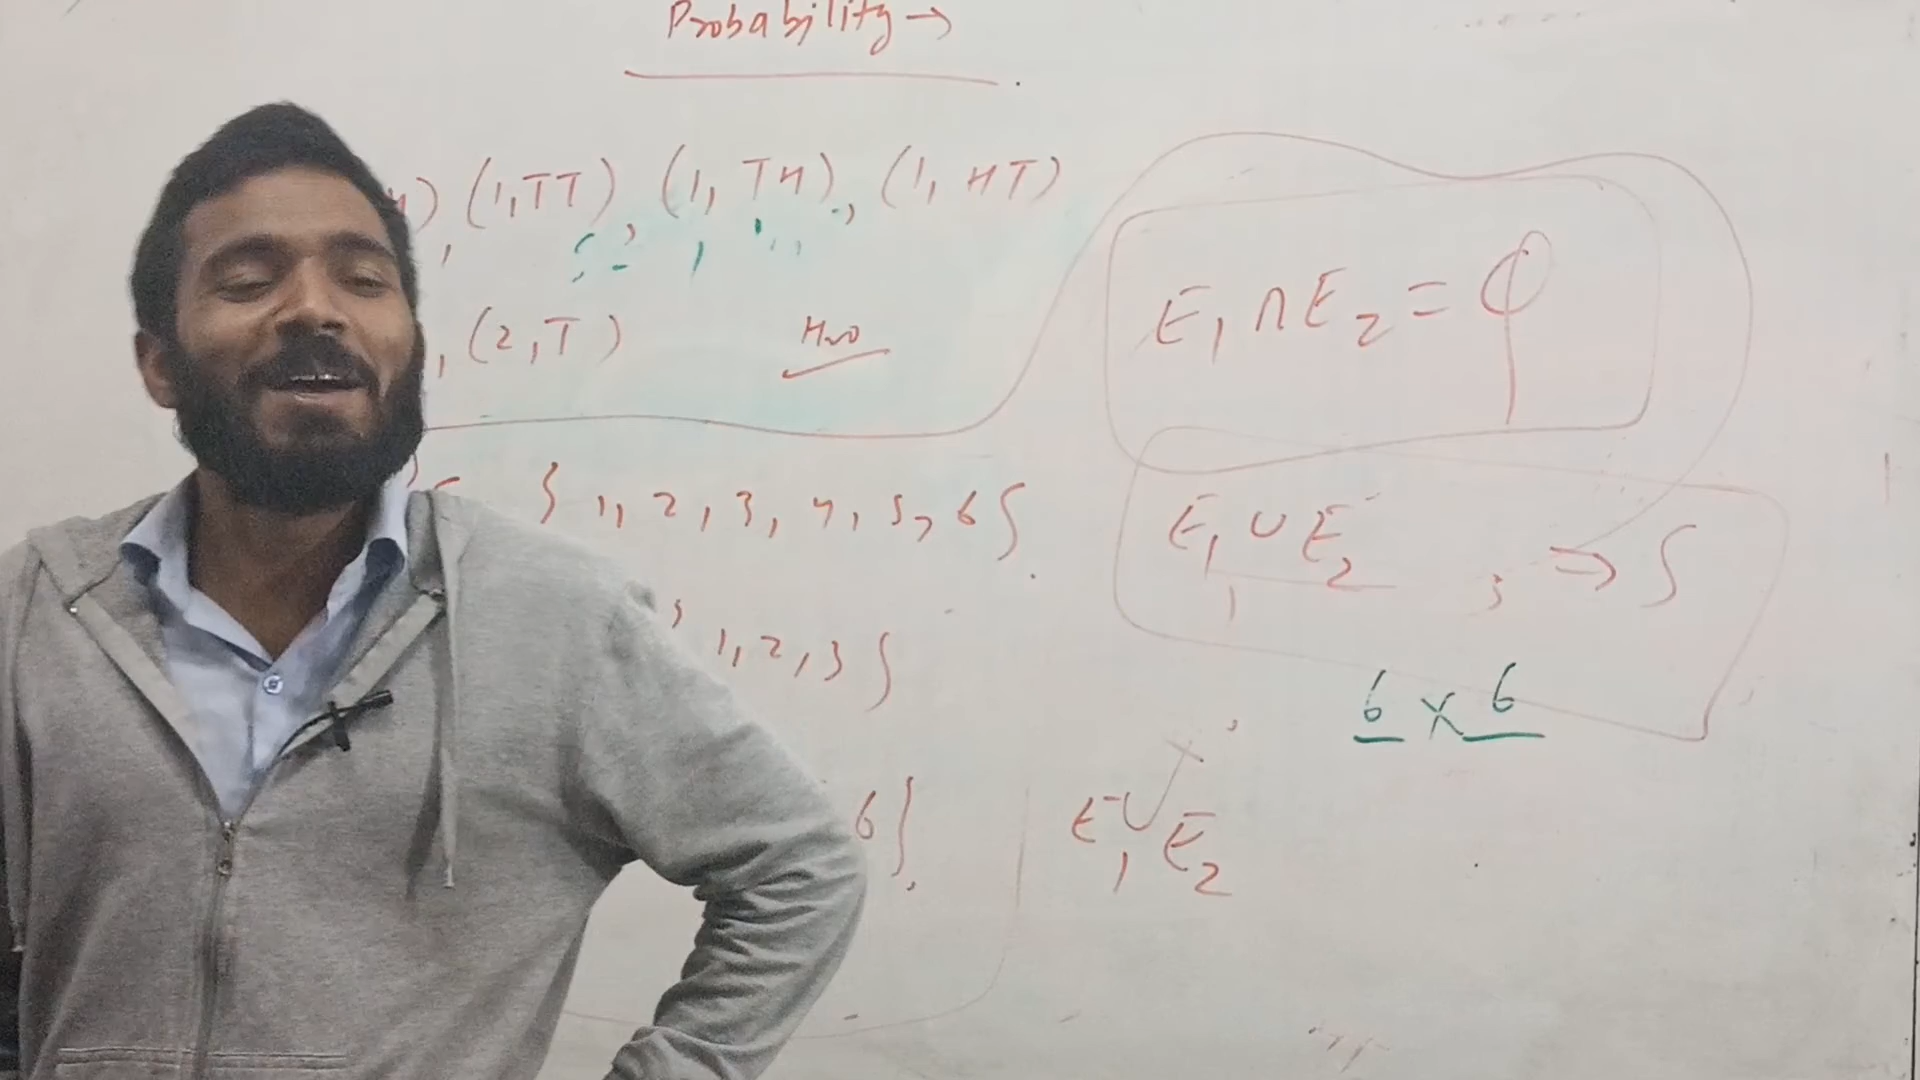 Probability →
), (1,TT), (1, TH), (1, HT)
, (2,T)
H₂O
E₁ ∩ E₂ = φ
{ 1, 2, 3, 4, 5, 6 }
E₁ ∪ E₂ ⇒ S
1, 2, 3 }
6 × 6
6 }
E₁ ∪ E₂